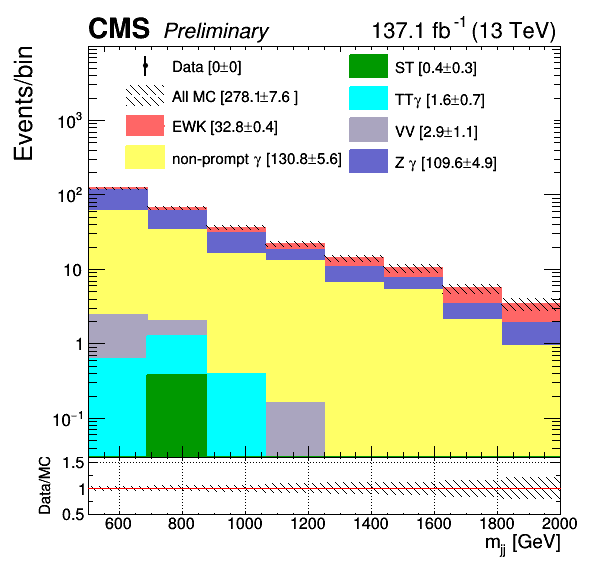 CMS Preliminary 137.1 fb⁻¹ (13 TeV)
Events/bin
Data [0±0]
All MC [278.1±7.6 ]
EWK [32.8±0.4]
non-prompt γ [130.8±5.6]
ST [0.4±0.3]
TTγ [1.6±0.7]
VV [2.9±1.1]
Z γ [109.6±4.9]
10³
10²
10
1
10⁻¹
Data/MC
1.5
1
0.5
600 800 1000 1200 1400 1600 1800 2000
m_jj [GeV]